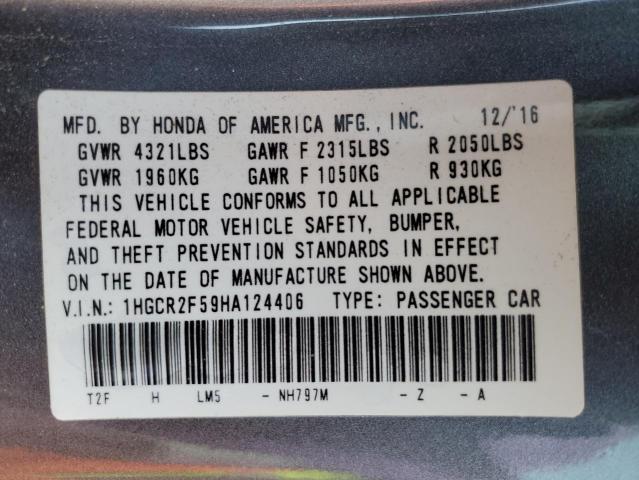 MFD. BY HONDA OF AMERICA MFG., INC. 12/'16
GVWR 4321LBS GAWR F 2315LBS R 2050LBS
GVWR 1960KG GAWR F 1050KG R 930KG
THIS VEHICLE CONFORMS TO ALL APPLICABLE
FEDERAL MOTOR VEHICLE SAFETY, BUMPER,
AND THEFT PREVENTION STANDARDS IN EFFECT
ON THE DATE OF MANUFACTURE SHOWN ABOVE.
V.I.N.: 1HGCR2F59HA124406 TYPE: PASSENGER CAR
T2F H LM5 - NH797M - Z - A